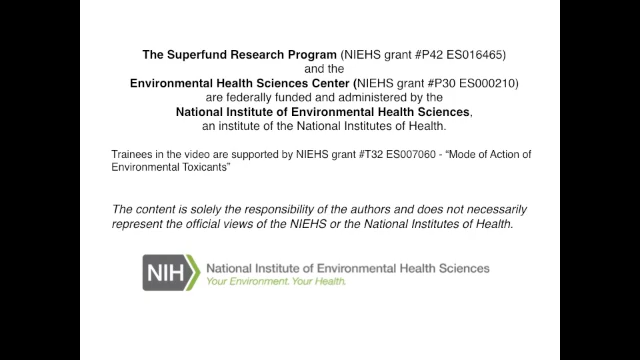 The Superfund Research Program (NIEHS grant #P42 ES016465)
and the
Environmental Health Sciences Center (NIEHS grant #P30 ES000210)
are federally funded and administered by the
National Institute of Environmental Health Sciences,
an institute of the National Institutes of Health.
Trainees in the video are supported by NIEHS grant #T32 ES007060 - “Mode of Action of
Environmental Toxicants”
The content is solely the responsibility of the authors and does not necessarily
represent the official views of the NIEHS or the National Institutes of Health.
NIH National Institute of Environmental Health Sciences
Your Environment. Your Health.